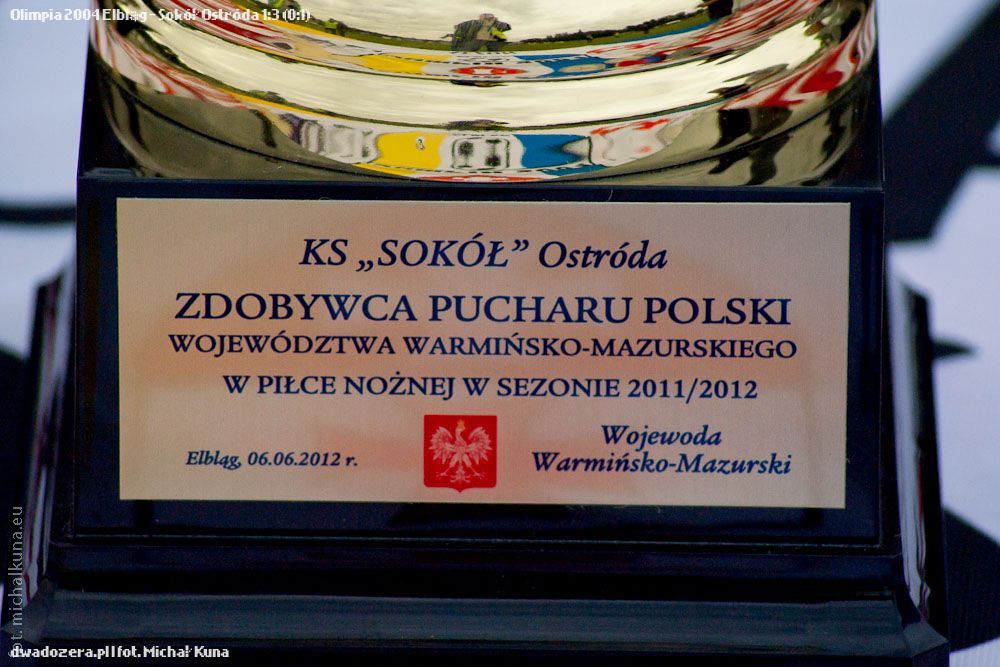 Olimpia 2004 Elbląg - Sokół Ostróda 1:3 (0:1)
KS „SOKÓŁ” Ostróda
ZDOBYWCA PUCHARU POLSKI
WOJEWÓDZTWA WARMIŃSKO-MAZURSKIEGO
W PIŁCE NOŻNEJ W SEZONIE 2011/2012
Elbląg, 06.06.2012 r.
Wojewoda
Warmińsko-Mazurski
fot. michalkuna.eu
dwadozera.pl|fot. Michał Kuna